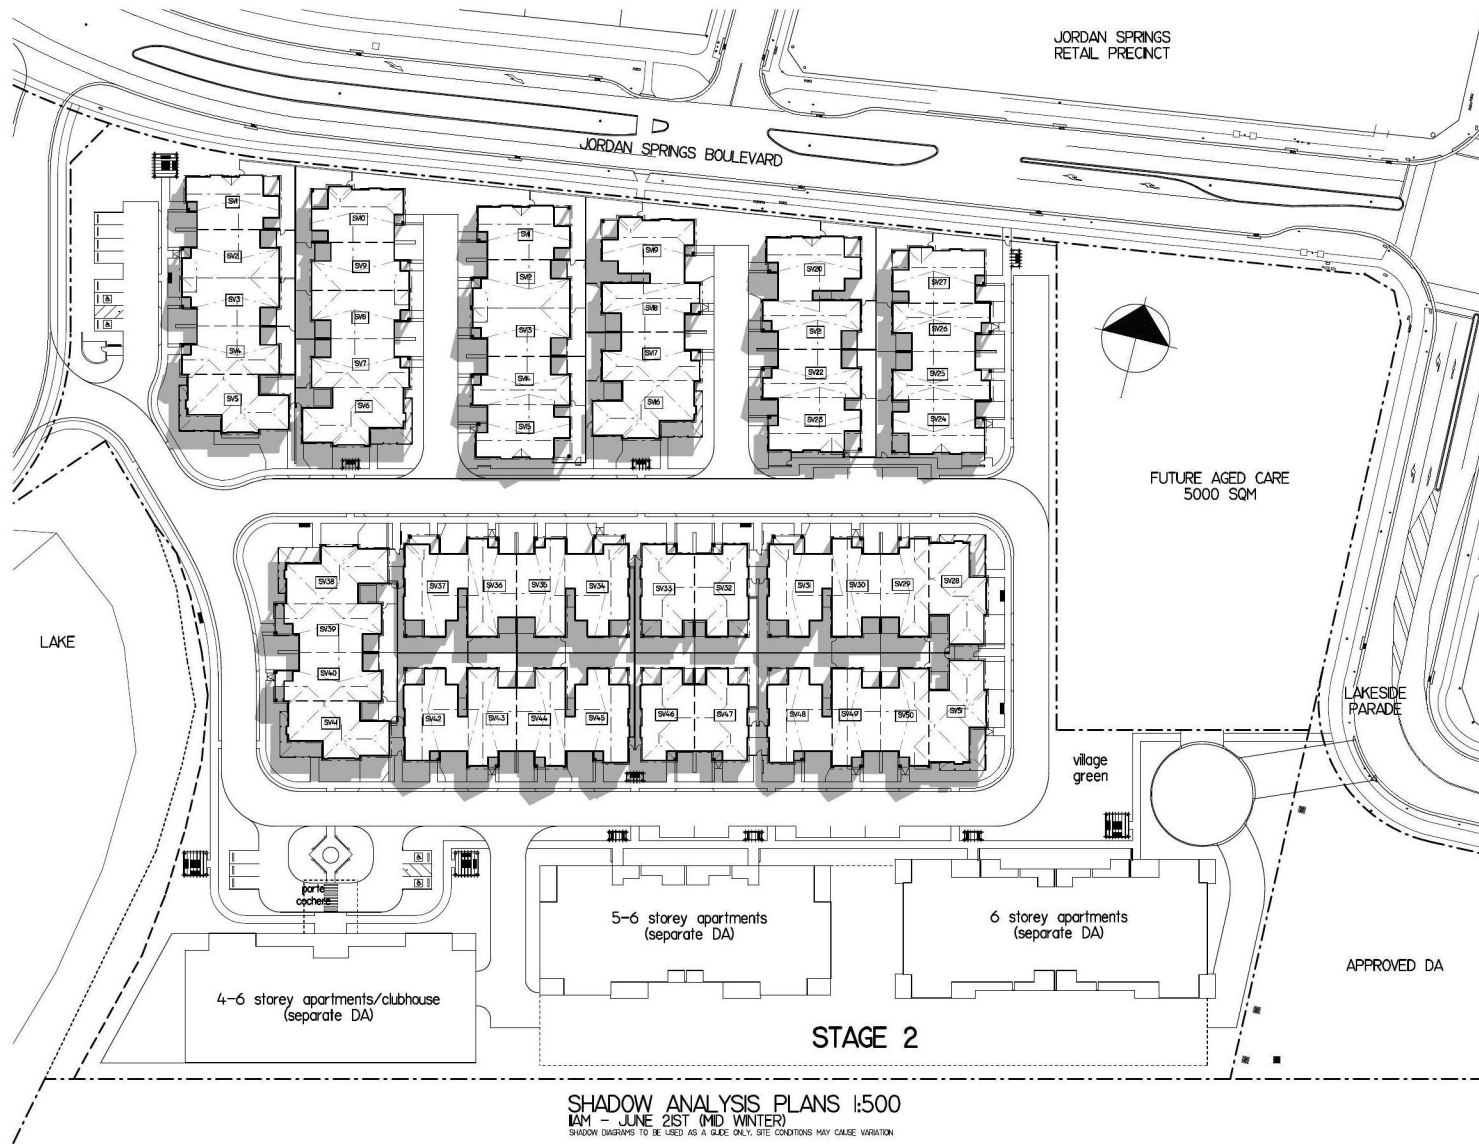 JORDAN SPRINGS
RETAIL PRECINCT
JORDAN SPRINGS BOULEVARD
SV1
SV2
SV3
SV4
SV5
SV10
SV9
SV8
SV7
SV6
SV11
SV12
SV13
SV14
SV15
SV19
SV18
SV17
SV16
SV20
SV21
SV22
SV23
SV27
SV26
SV25
SV24
FUTURE AGED CARE
5000 SQM
LAKE
SV38
SV39
SV40
SV41
SV37
SV36
SV35
SV34
SV33
SV32
SV31
SV30
SV29
SV28
SV42
SV43
SV44
SV45
SV46
SV47
SV48
SV49
SV50
SV51
LAKESIDE
PARADE
village
green
porte
cochere
5-6 storey apartments
(separate DA)
6 storey apartments
(separate DA)
4-6 storey apartments/clubhouse
(separate DA)
APPROVED DA
STAGE 2
SHADOW ANALYSIS PLANS 1:500
11AM - JUNE 21ST (MID WINTER)
SHADOW DIAGRAMS TO BE USED AS A GUIDE ONLY. SITE CONDITIONS MAY CAUSE VARIATION